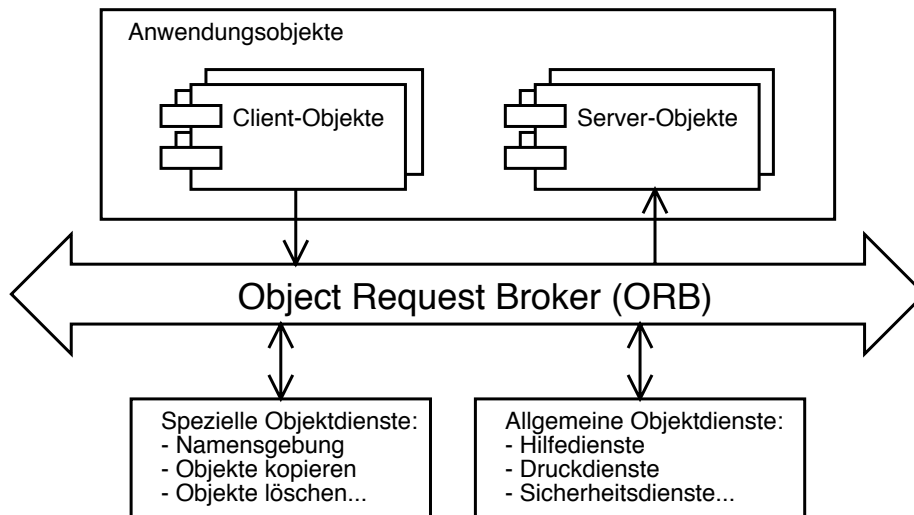 Anwendungsobjekte
Client-Objekte
Server-Objekte
Object Request Broker (ORB)
Spezielle Objektdienste:
- Namensgebung
- Objekte kopieren
- Objekte löschen...
Allgemeine Objektdienste:
- Hilfedienste
- Druckdienste
- Sicherheitsdienste...